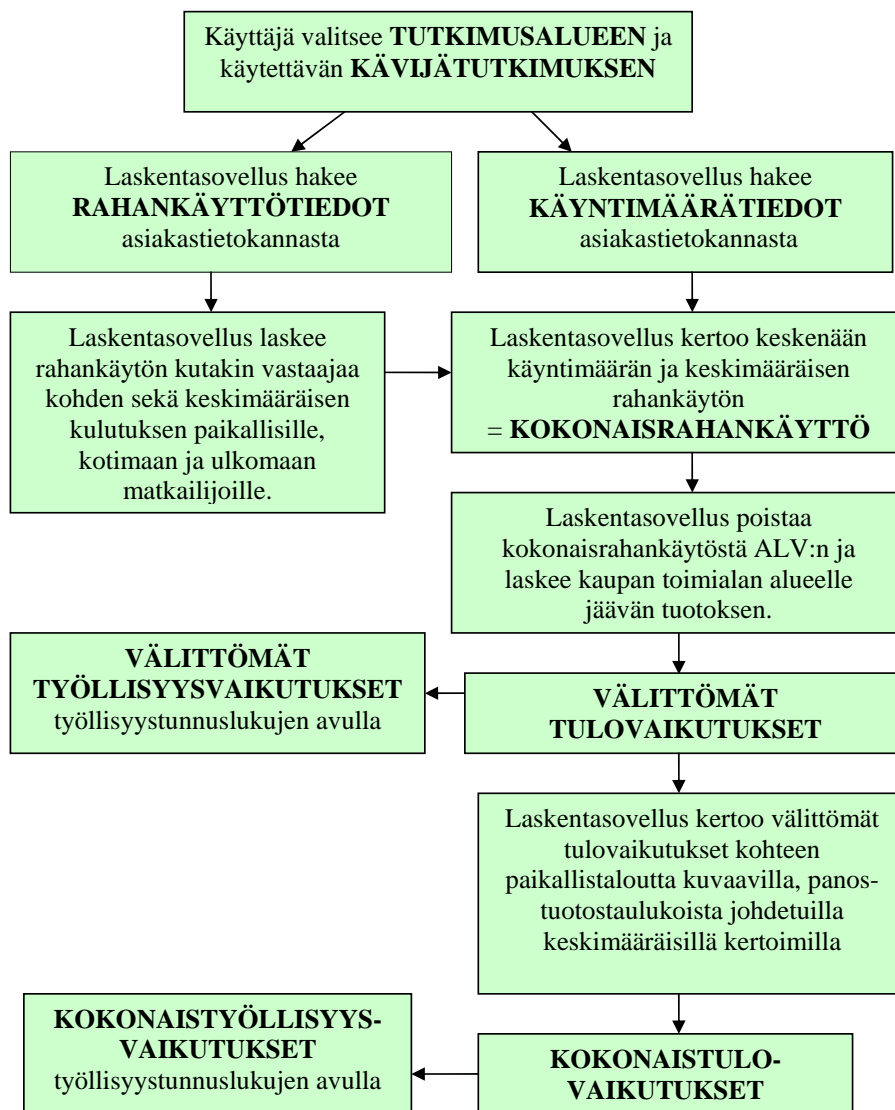 Käyttäjä valitsee TUTKIMUSALUEEN ja
käytettävän KÄVIJÄTUTKIMUKSEN
Laskentasovellus hakee
RAHANKÄYTTÖTIEDOT
asiakastietokannasta
Laskentasovellus hakee
KÄYNTIMÄÄRÄTIEDOT
asiakastietokannasta
Laskentasovellus laskee
rahankäytön kutakin vastaajaa
kohden sekä keskimääräisen
kulutuksen paikallisille,
kotimaan ja ulkomaan
matkailijoille.
Laskentasovellus kertoo keskenään
käyntimäärän ja keskimääräisen
rahankäytön
= KOKONAISRAHANKÄYTTÖ
Laskentasovellus poistaa
kokonaisrahankäytöstä ALV:n ja
laskee kaupan toimialan alueelle
jäävän tuotoksen.
VÄLITTÖMÄT
TYÖLLISYYSVAIKUTUKSET
työllisyystunnuslukujen avulla
VÄLITTÖMÄT
TULOVAIKUTUKSET
Laskentasovellus kertoo välittömät
tulovaikutukset kohteen
paikallistaloutta kuvaavilla, panos-
tuotostaulukoista johdetuilla
keskimääräisillä kertoimilla
KOKONAISTYÖLLISYYS-
VAIKUTUKSET
työllisyystunnuslukujen avulla
KOKONAISTULO-
VAIKUTUKSET